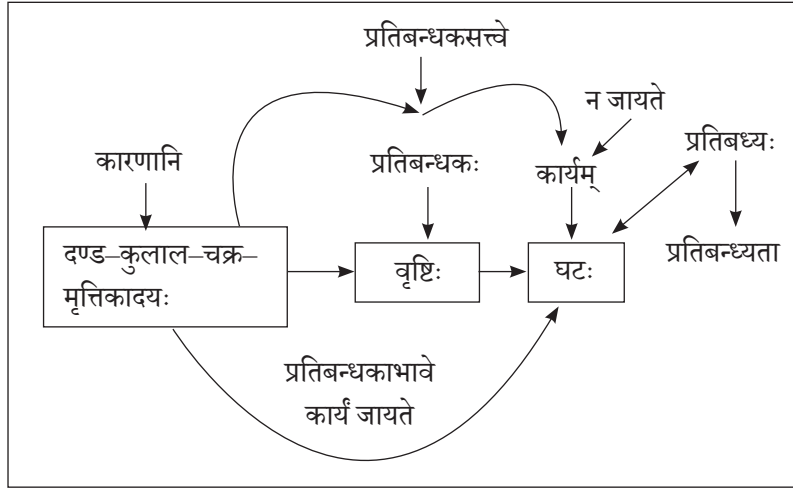 प्रतिबन्धकसत्त्वे
न जायते
प्रतिबध्यः
कारणानि
प्रतिबन्धकः
कार्यम्
दण्ड–कुलाल–चक्र–
मृत्तिकादयः
वृष्टिः
घटः
प्रतिबन्ध्यता
प्रतिबन्धकाभावे
कार्यं जायते